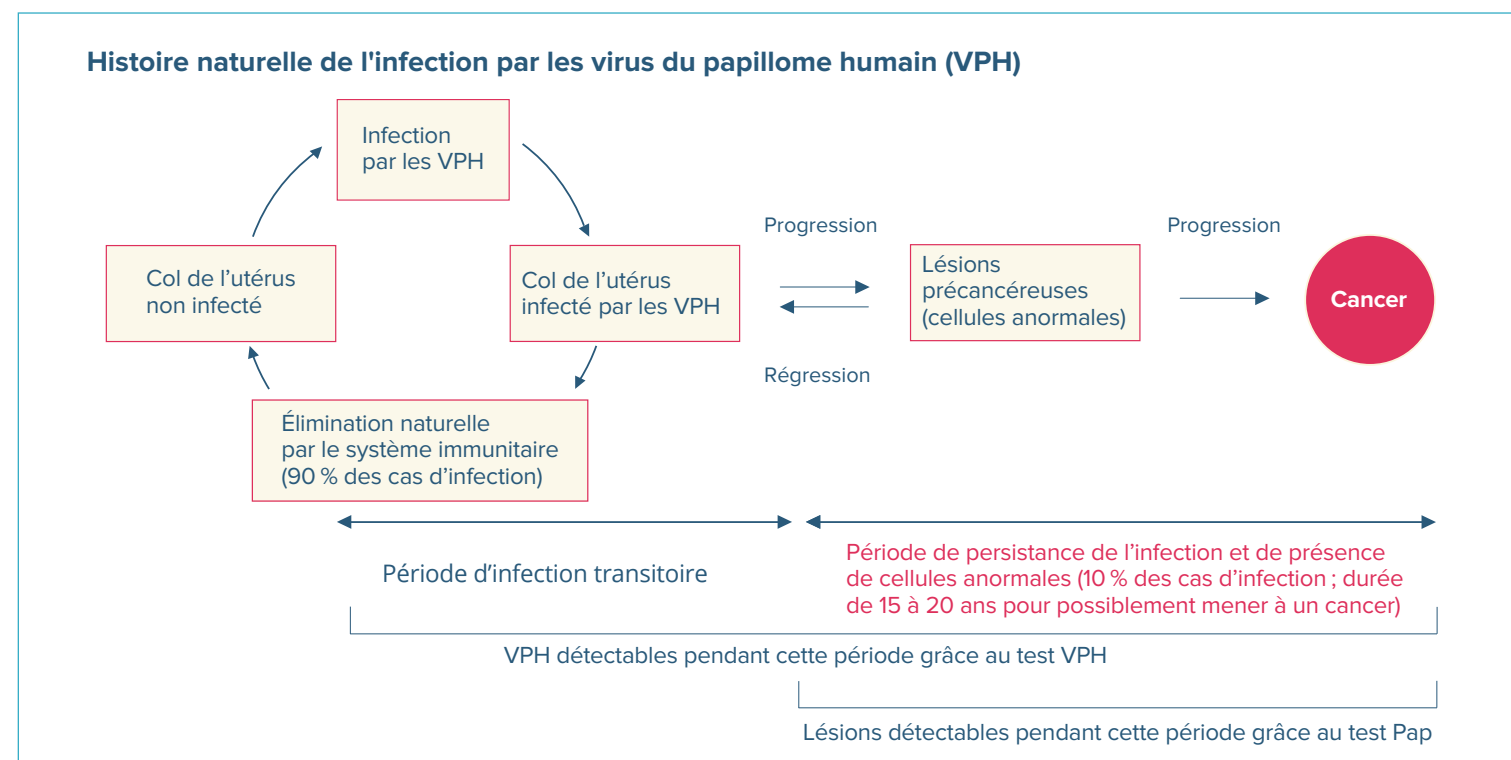 Histoire naturelle de l'infection par les virus du papillome humain (VPH)
Infection
par les VPH
Col de l’utérus
non infecté
Col de l’utérus
infecté par les VPH
Élimination naturelle
par le système immunitaire
(90 % des cas d’infection)
Progression
Régression
Lésions
précancéreuses
(cellules anormales)
Progression
Cancer
Période d’infection transitoire
Période de persistance de l’infection et de présence
de cellules anormales (10 % des cas d’infection ; durée
de 15 à 20 ans pour possiblement mener à un cancer)
VPH détectables pendant cette période grâce au test VPH
Lésions détectables pendant cette période grâce au test Pap